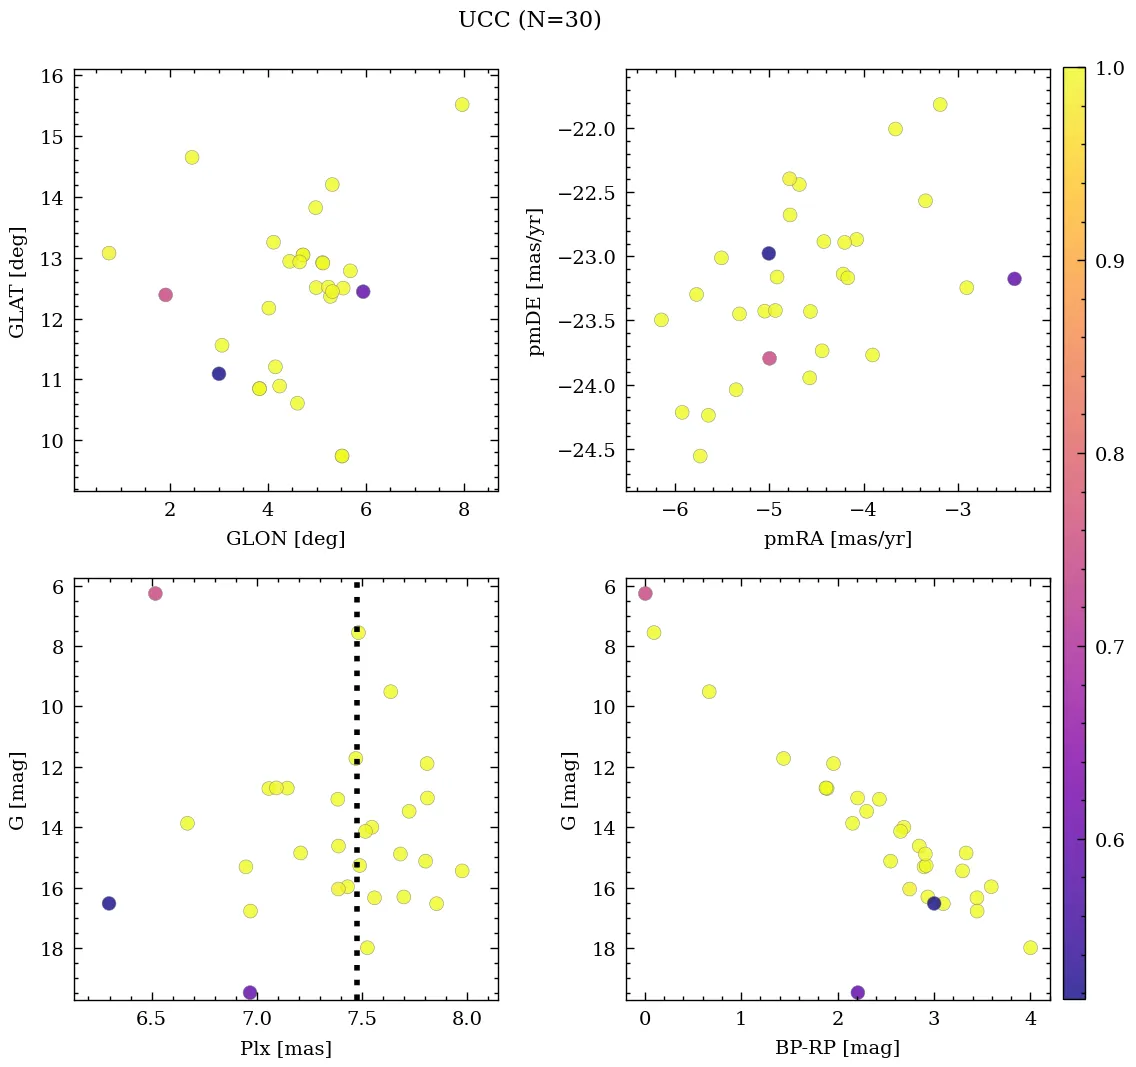 UCC (N=30)
16
15
14
13
12
11
10
GLAT [deg]
2 4 6 8
GLON [deg]
−22.0
−22.5
−23.0
−23.5
−24.0
−24.5
pmDE [mas/yr]
−6 −5 −4 −3
pmRA [mas/yr]
6
8
10
12
14
16
18
G [mag]
6.5 7.0 7.5 8.0
Plx [mas]
6
8
10
12
14
16
18
G [mag]
0 1 2 3 4
BP-RP [mag]
1.0
0.9
0.8
0.7
0.6